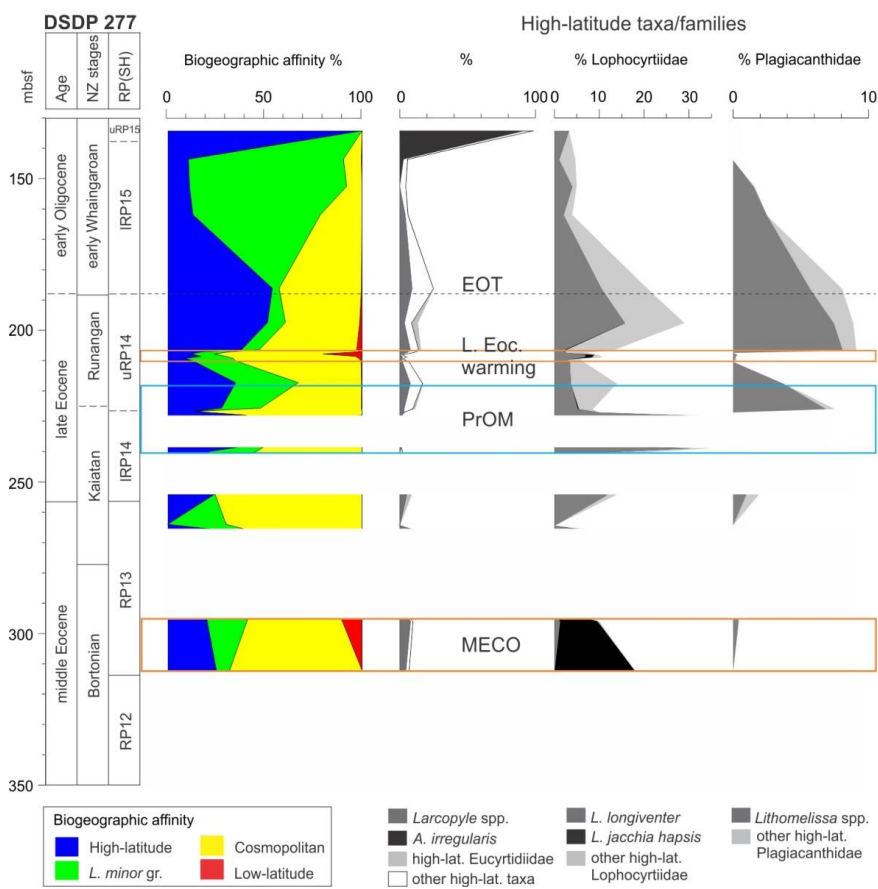 DSDP 277
High-latitude taxa/families
mbsf
Age
NZ stages
RP(SH)
Biogeographic affinity %
%
% Lophocyrtiidae
% Plagiacanthidae
0 50 100
0 100
0 10 20 30
0 10
150
200
250
300
350
early Oligocene
late Eocene
middle Eocene
early Whaingaroan
Runangan
Kaiatan
Bortonian
uRP15
lRP15
uRP14
lRP14
RP13
RP12
EOT
L. Eoc.
warming
PrOM
MECO
Biogeographic affinity
High-latitude
Cosmopolitan
L. minor gr.
Low-latitude
Larcopyle spp.
A. irregularis
high-lat. Eucyrtidiidae
other high-lat. taxa
L. longiventer
L. jacchia hapsis
other high-lat.
Lophocyrtiidae
Lithomelissa spp.
other high-lat.
Plagiacanthidae